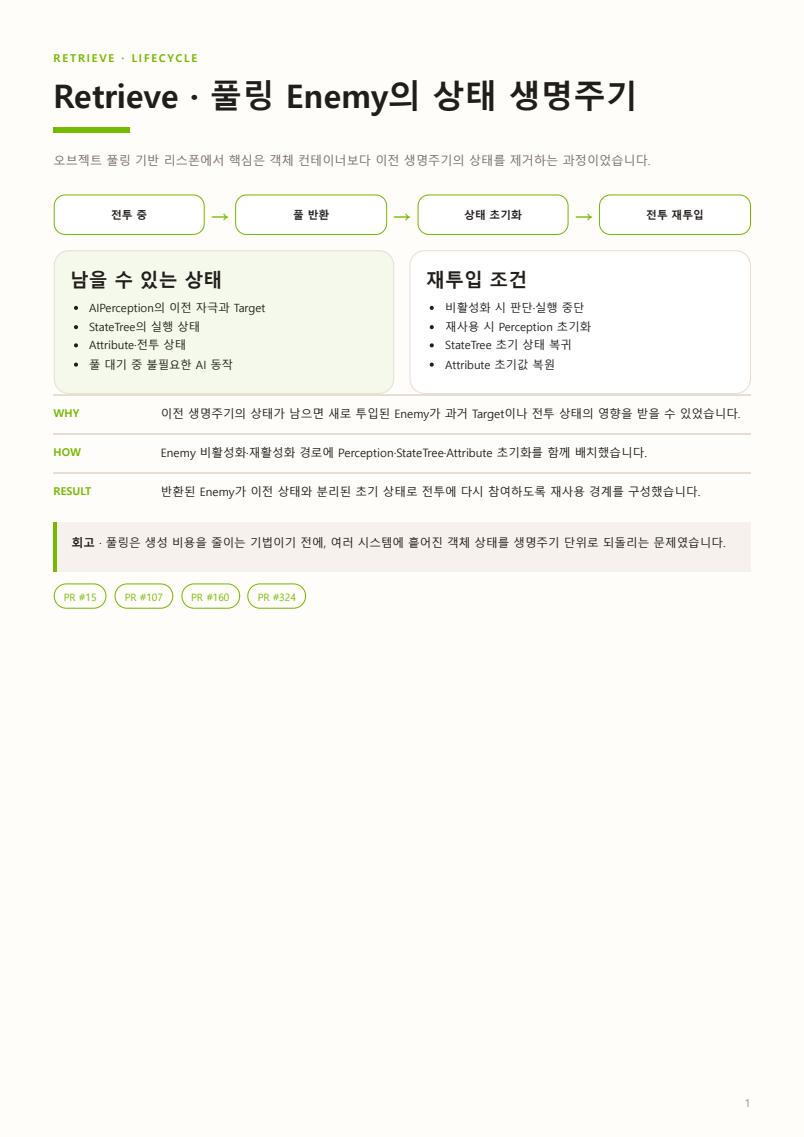 RETRIEVE · LIFECYCLE
Retrieve · 풀링 Enemy의 상태 생명주기
오브젝트 풀링 기반 리스폰에서 핵심은 객체 컨테이너보다 이전 생명주기의 상태를 제거하는 과정이었습니다.
전투 중 → 풀 반환 → 상태 초기화 → 전투 재투입
남을 수 있는 상태
• AIPerception의 이전 자극과 Target
• StateTree의 실행 상태
• Attribute·전투 상태
• 풀 대기 중 불필요한 AI 동작
재투입 조건
• 비활성화 시 판단·실행 중단
• 재사용 시 Perception 초기화
• StateTree 초기 상태 복귀
• Attribute 초기값 복원
WHY 이전 생명주기의 상태가 남으면 새로 투입된 Enemy가 과거 Target이나 전투 상태의 영향을 받을 수 있었습니다.
HOW Enemy 비활성화·재활성화 경로에 Perception·StateTree·Attribute 초기화를 함께 배치했습니다.
RESULT 반환된 Enemy가 이전 상태와 분리된 초기 상태로 전투에 다시 참여하도록 재사용 경계를 구성했습니다.
회고 · 풀링은 생성 비용을 줄이는 기법이기 전에, 여러 시스템에 흩어진 객체 상태를 생명주기 단위로 되돌리는 문제였습니다.
PR #15 PR #107 PR #160 PR #324
1